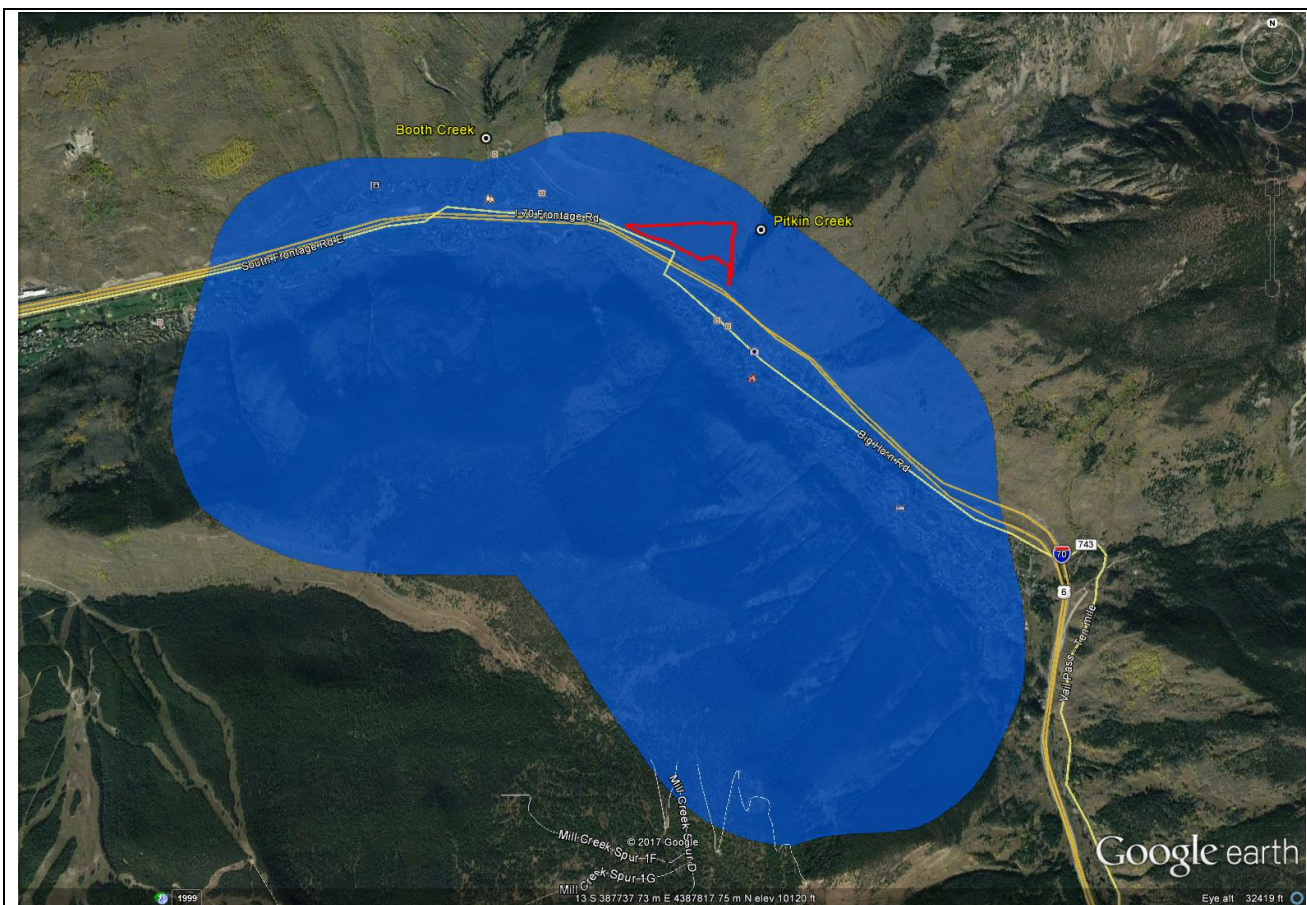 N
Booth Creek
Pitkin Creek
I-70 Frontage Rd
South Frontage Rd E
Big Horn Rd
70
743
6
Vail Pass - Ten mile
Mill Creek Spur D
© 2017 Google
Mill Creek Spur 1F
Mill Creek Spur 1G
Google earth
1999
13 S 387737.73 m E 4387817.75 m N elev 10120 ft
Eye alt 32419 ft